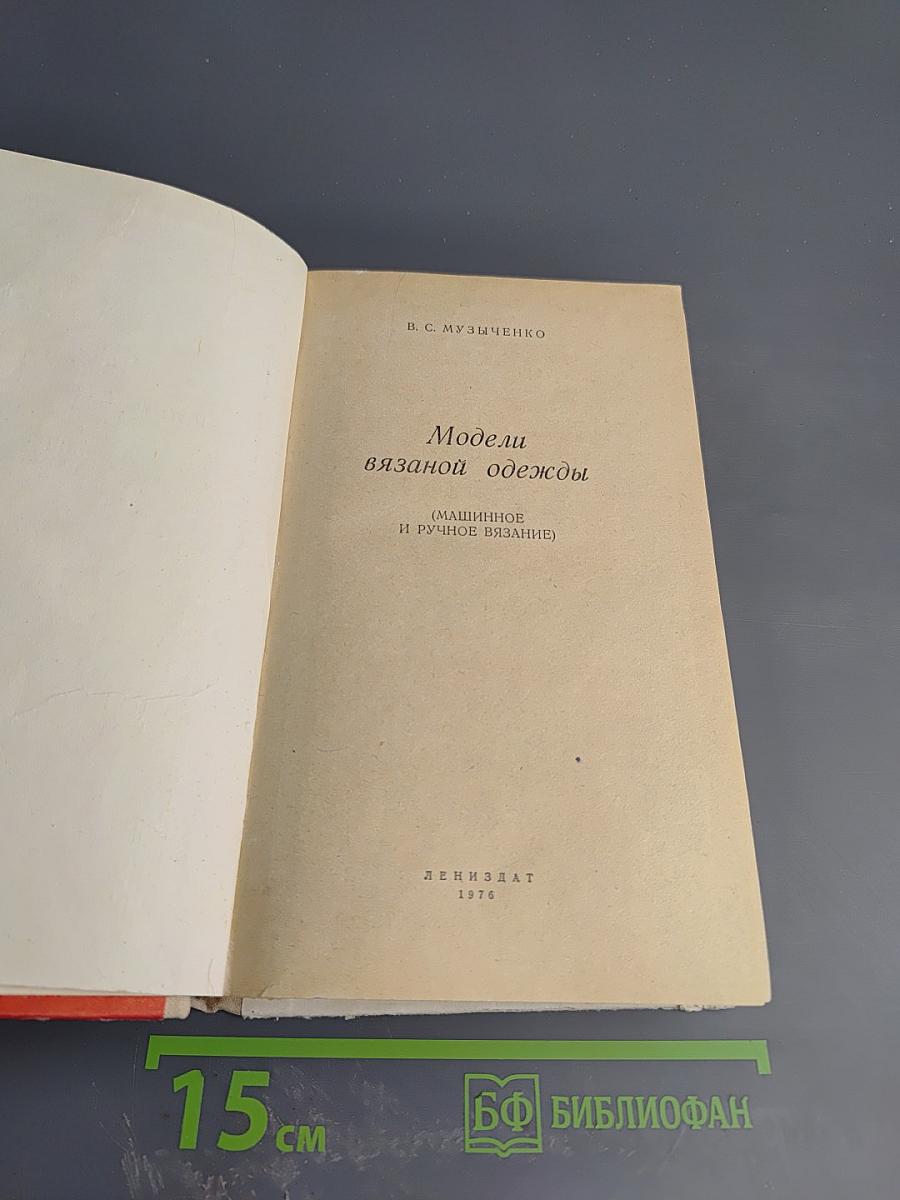 В. С. МУЗЫЧЕНКО
Модели
вязаной одежды
(МАШИННОЕ
И РУЧНОЕ ВЯЗАНИЕ)
ЛЕНИЗДАТ
1976
15 см
БФ БИБЛИОФАН